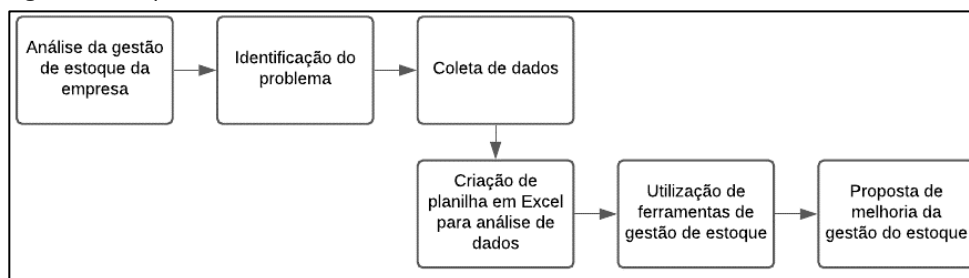 Análise da gestão
de estoque da
empresa
Identificação do
problema
Coleta de dados
Criação de
planilha em Excel
para análise de
dados
Utilização de
ferramentas de
gestão de estoque
Proposta de
melhoria da
gestão do estoque